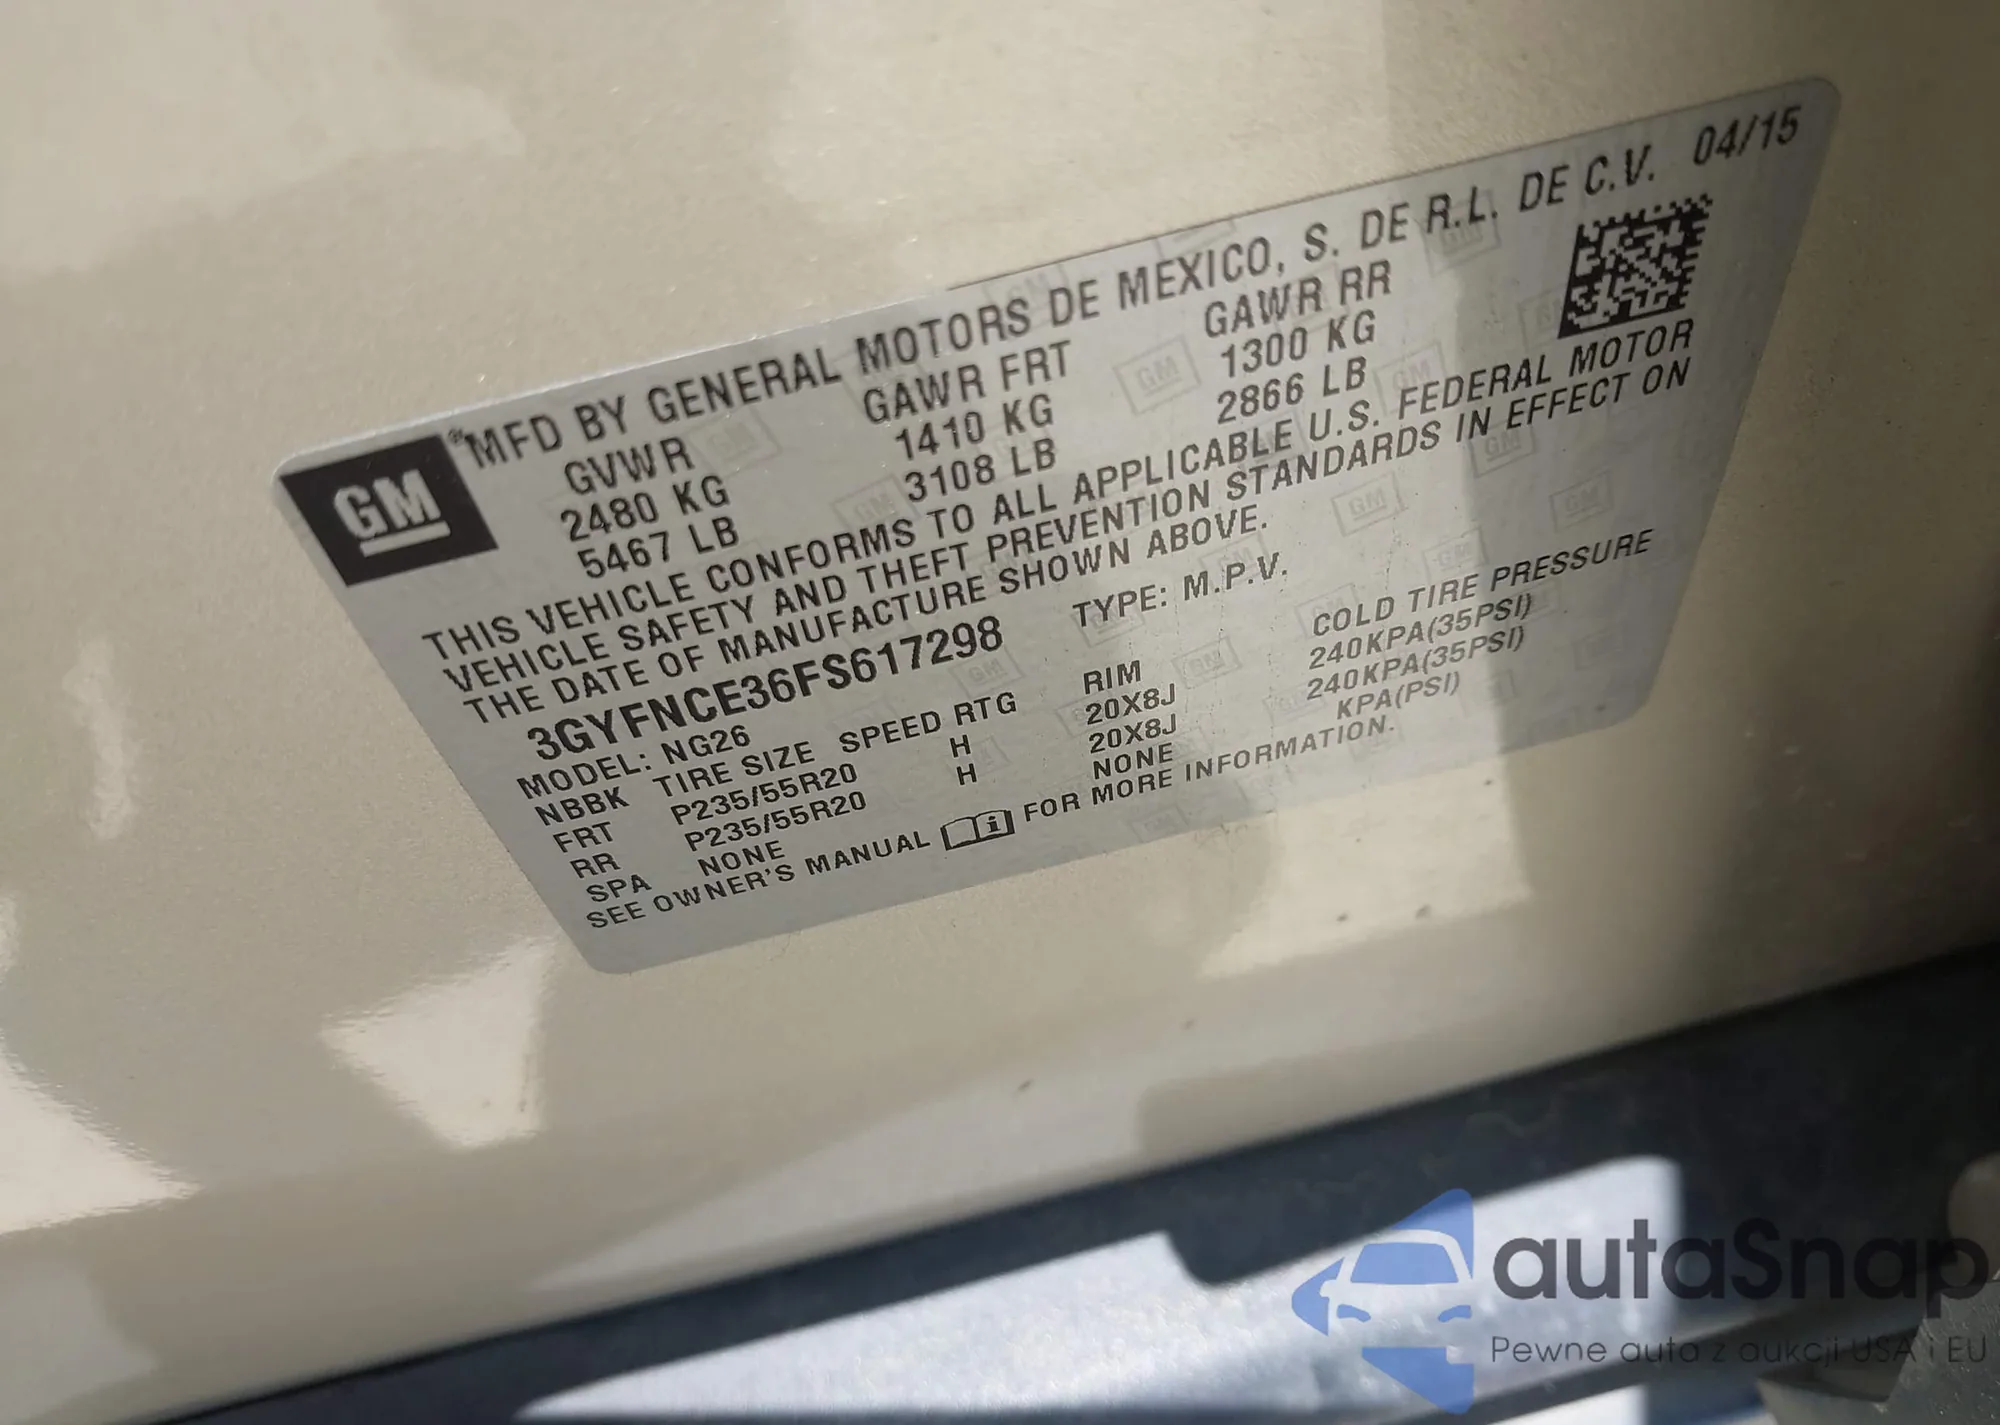 GM
®MFD BY GENERAL MOTORS DE MEXICO, S. DE R.L. DE C.V. 04/15
GVWR GAWR FRT GAWR RR
2480 KG 1410 KG 1300 KG
5467 LB 3108 LB 2866 LB
THIS VEHICLE CONFORMS TO ALL APPLICABLE U.S. FEDERAL MOTOR
VEHICLE SAFETY AND THEFT PREVENTION STANDARDS IN EFFECT ON
THE DATE OF MANUFACTURE SHOWN ABOVE.
3GYFNCE36FS617298 TYPE: M.P.V.
MODEL: NG26
NBBK TIRE SIZE SPEED RTG RIM COLD TIRE PRESSURE
FRT P235/55R20 H 20X8J 240KPA(35PSI)
RR P235/55R20 H 20X8J 240KPA(35PSI)
SPA NONE NONE KPA(PSI)
SEE OWNER'S MANUAL FOR MORE INFORMATION.
autaSnap
Pewne auta z aukcji USA i EU